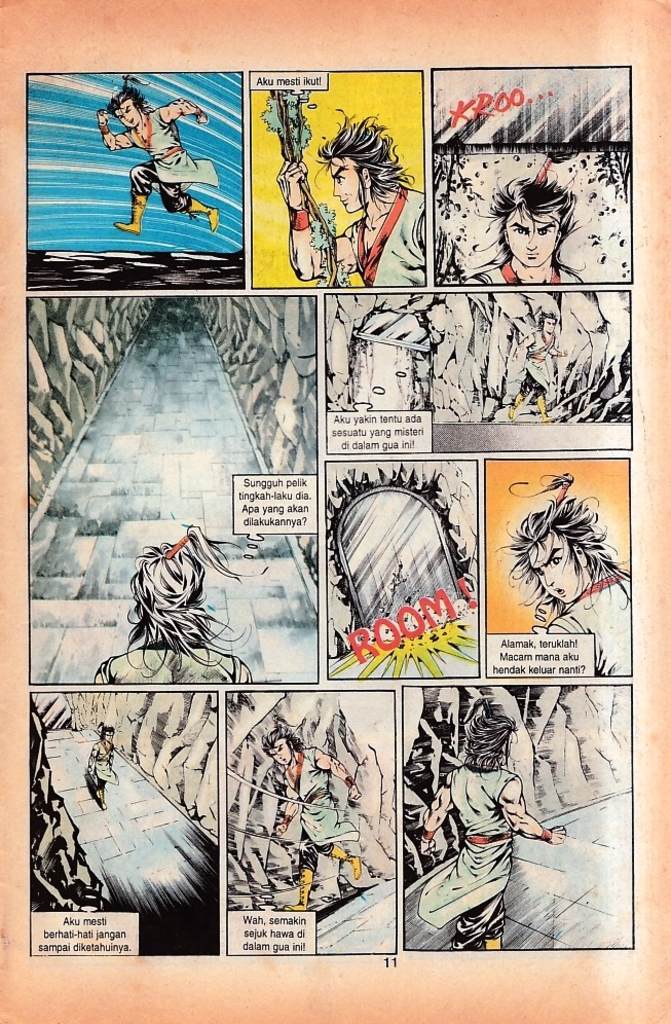 Aku mesti ikut!
KROO...
Sungguh pelik
tingkah-laku dia.
Apa yang akan
dilakukannya?
Aku yakin tentu ada
sesuatu yang misteri
di dalam gua ini!
ROOM!
Alamak, teruklah!
Macam mana aku
hendak keluar nanti?
Aku mesti
berhati-hati jangan
sampai diketahuinya.
Wah, semakin
sejuk hawa di
dalam gua ini!
11